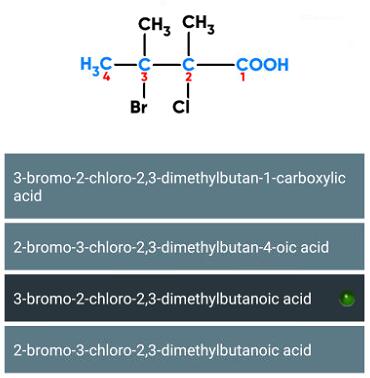 CH₃ CH₃
H₃C—C—C—COOH
4 3 2 1
Br Cl
3-bromo-2-chloro-2,3-dimethylbutan-1-carboxylic
acid
2-bromo-3-chloro-2,3-dimethylbutan-4-oic acid
3-bromo-2-chloro-2,3-dimethylbutanoic acid
2-bromo-3-chloro-2,3-dimethylbutanoic acid